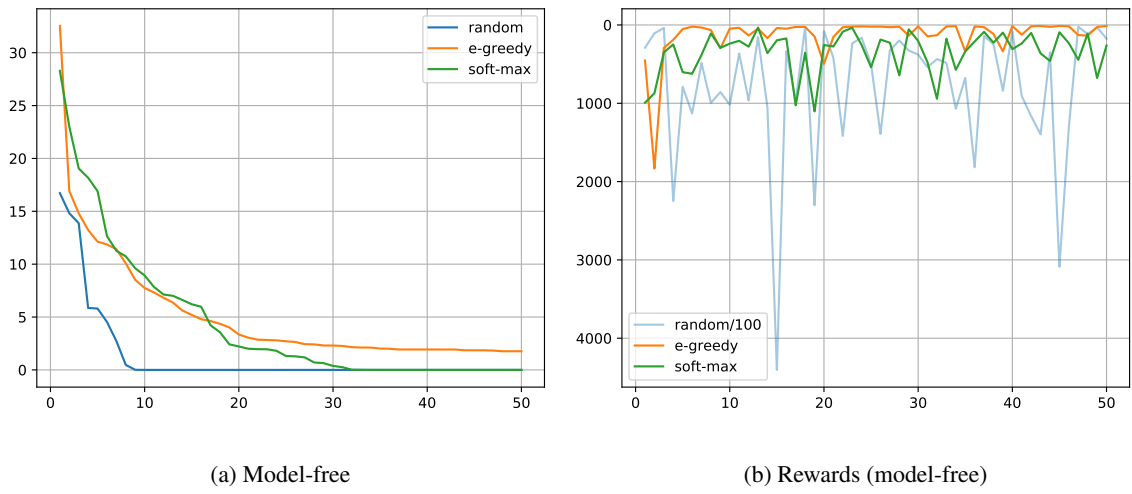 random
e-greedy
soft-max
30
25
20
15
10
5
0
0 10 20 30 40 50
(a) Model-free
0
1000
2000
3000
4000
random/100
e-greedy
soft-max
0 10 20 30 40 50
(b) Rewards (model-free)